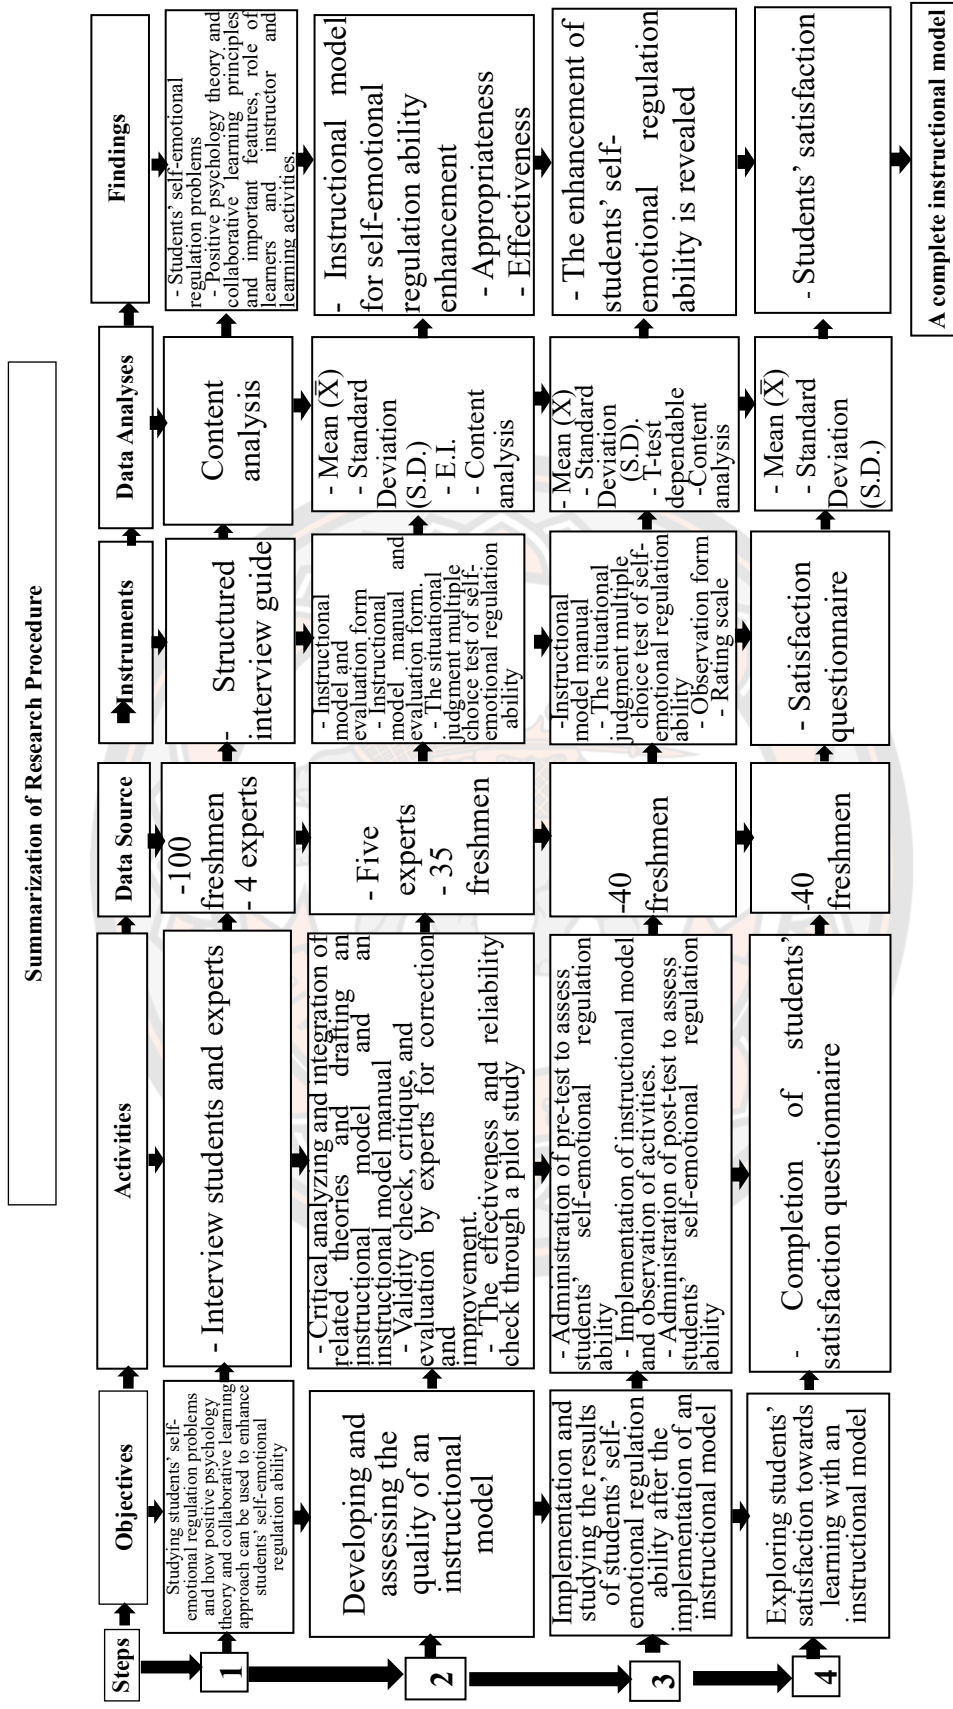 Summarization of Research Procedure
Steps
Objectives
Activities
Data Source
Instruments
Data Analyses
Findings
1
Studying students' self-
emotional regulation problems
and how positive psychology
theory and collaborative learning
approach can be used to enhance
students' self-emotional
regulation ability
- Interview students and experts
-100
freshmen
- 4 experts
- Structured
interview guide
Content
analysis
- Students' self-emotional
regulation problems
- Positive psychology theory and
collaborative learning principles
and important features, role of
learners and instructor and
learning activities.
2
Developing and
assessing the
quality of an
instructional
model
- Critical analyzing and integration of
related theories and drafting an
instructional model and an
instructional model manual
- Validity check, critique, and
evaluation by experts for correction
and
improvement.
- The effectiveness and reliability
check through a pilot study
- Five
experts
- 35
freshmen
- Instructional
model and
evaluation form
- Instructional
model manual and
evaluation form.
- The situational
judgment multiple
choice test of self-
emotional regulation
ability
- Mean (X̄)
- Standard
Deviation
(S.D.)
- E.I.
- Content
analysis
- Instructional model
for self-emotional
regulation ability
enhancement
- Appropriateness
- Effectiveness
3
Implementation and
studying the results
of students' self-
emotional regulation
ability after the
implementation of an
instructional model
- Administration of pre-test to assess
students' self-emotional regulation
ability
- Implementation of instructional model
and observation of activities.
- Administration of post-test to assess
students' self-emotional regulation
ability
-40
freshmen
-Instructional
model manual
- The situational
judgment multiple
choice test of self-
emotional regulation
ability
- Observation form
- Rating scale
- Mean (X̄)
- Standard
Deviation
(S.D.)
- T-test
dependable
-Content
analysis
- The enhancement of
students' self-
emotional regulation
ability is revealed
4
Exploring students'
satisfaction towards
learning with an
instructional model
- Completion of students'
satisfaction questionnaire
-40
freshmen
- Satisfaction
questionnaire
- Mean (X̄)
- Standard
Deviation
(S.D.)
- Students' satisfaction
A complete instructional model